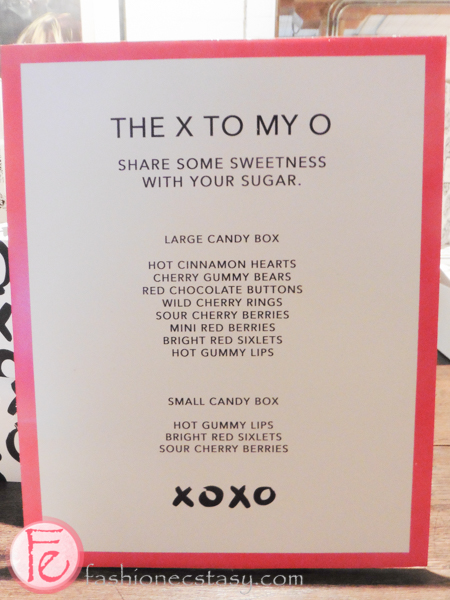 THE X TO MY O
SHARE SOME SWEETNESS
WITH YOUR SUGAR.
LARGE CANDY BOX
HOT CINNAMON HEARTS
CHERRY GUMMY BEARS
RED CHOCOLATE BUTTONS
WILD CHERRY RINGS
SOUR CHERRY BERRIES
MINI RED BERRIES
BRIGHT RED SIXLETS
HOT GUMMY LIPS
SMALL CANDY BOX
HOT GUMMY LIPS
BRIGHT RED SIXLETS
SOUR CHERRY BERRIES
XOXO
Fe
fashionecstasy.com